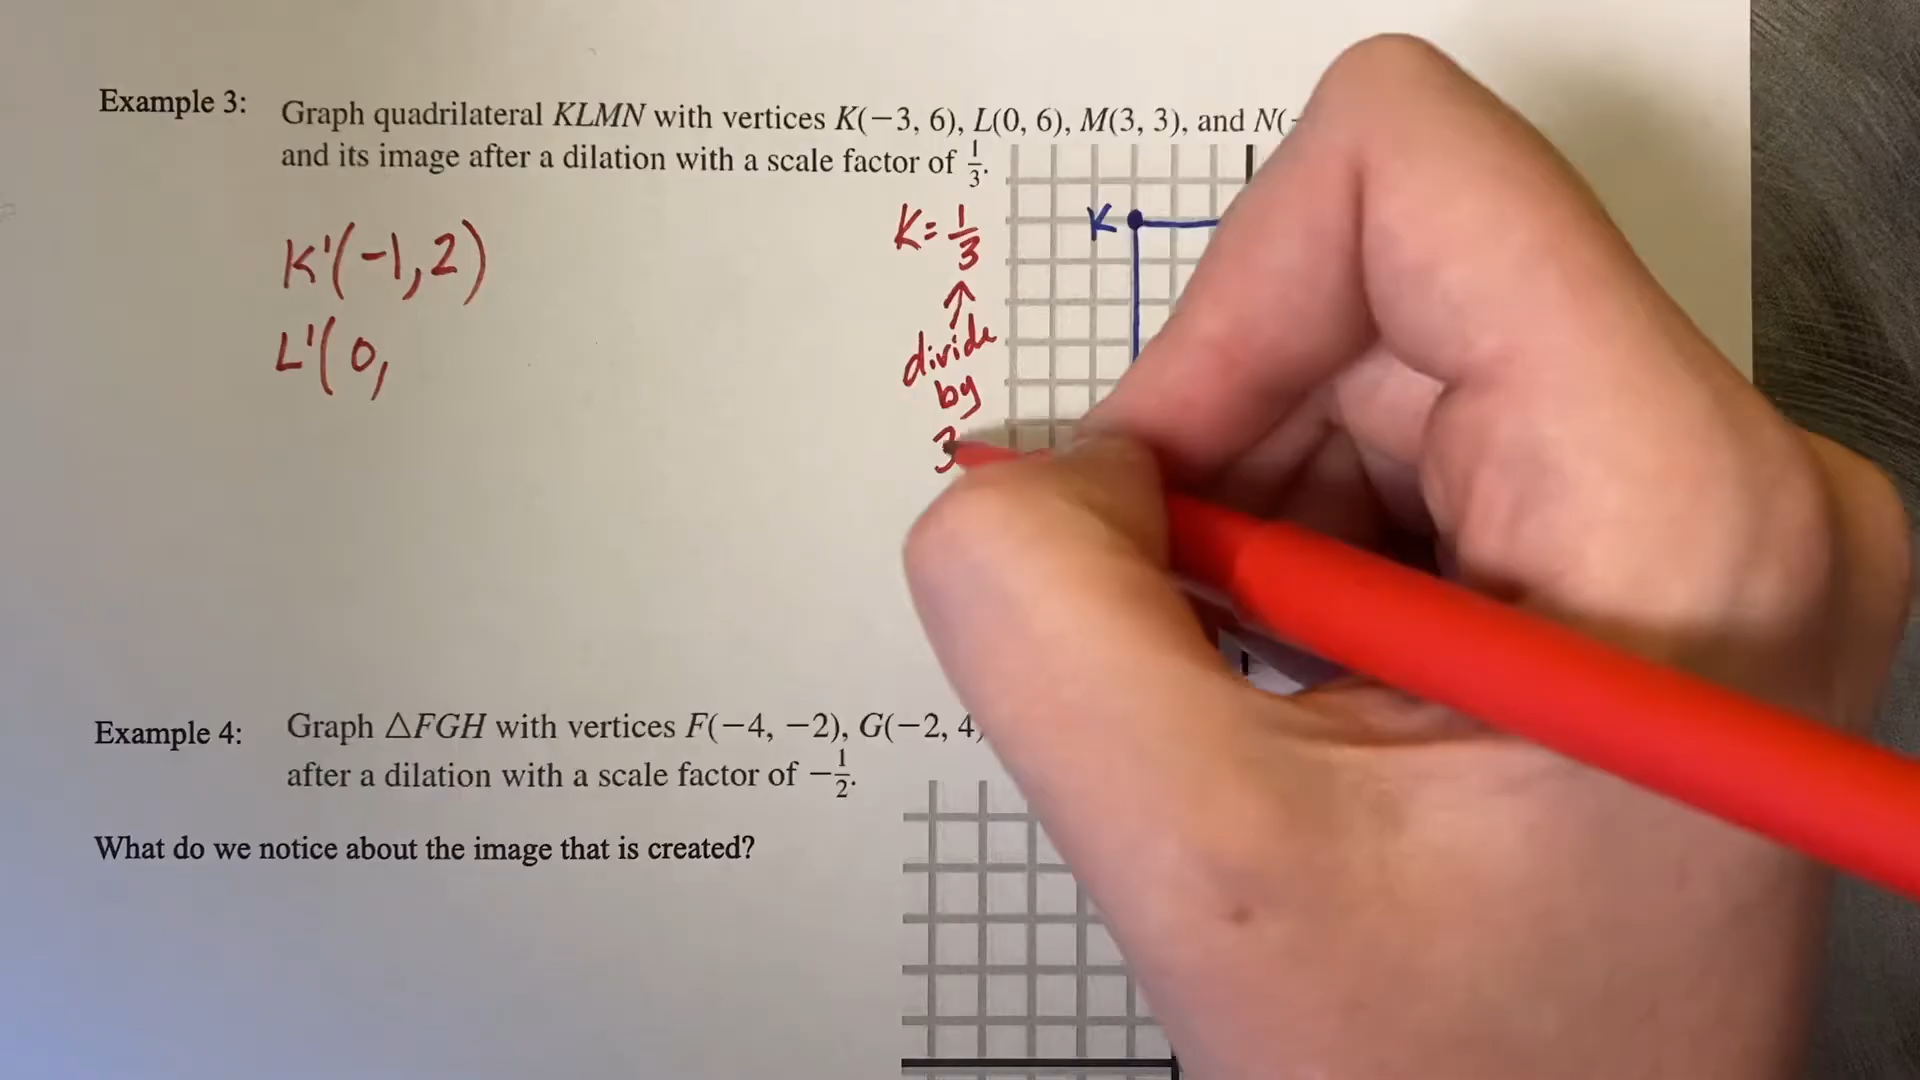 Example 3: Graph quadrilateral KLMN with vertices K(−3, 6), L(0, 6), M(3, 3), and N(-
and its image after a dilation with a scale factor of 1/3.
K'(-1,2)
L'(0,
K= 1/3
↑
divide
by
3
K
Example 4: Graph △FGH with vertices F(−4, −2), G(−2, 4)
after a dilation with a scale factor of −1/2.
What do we notice about the image that is created?